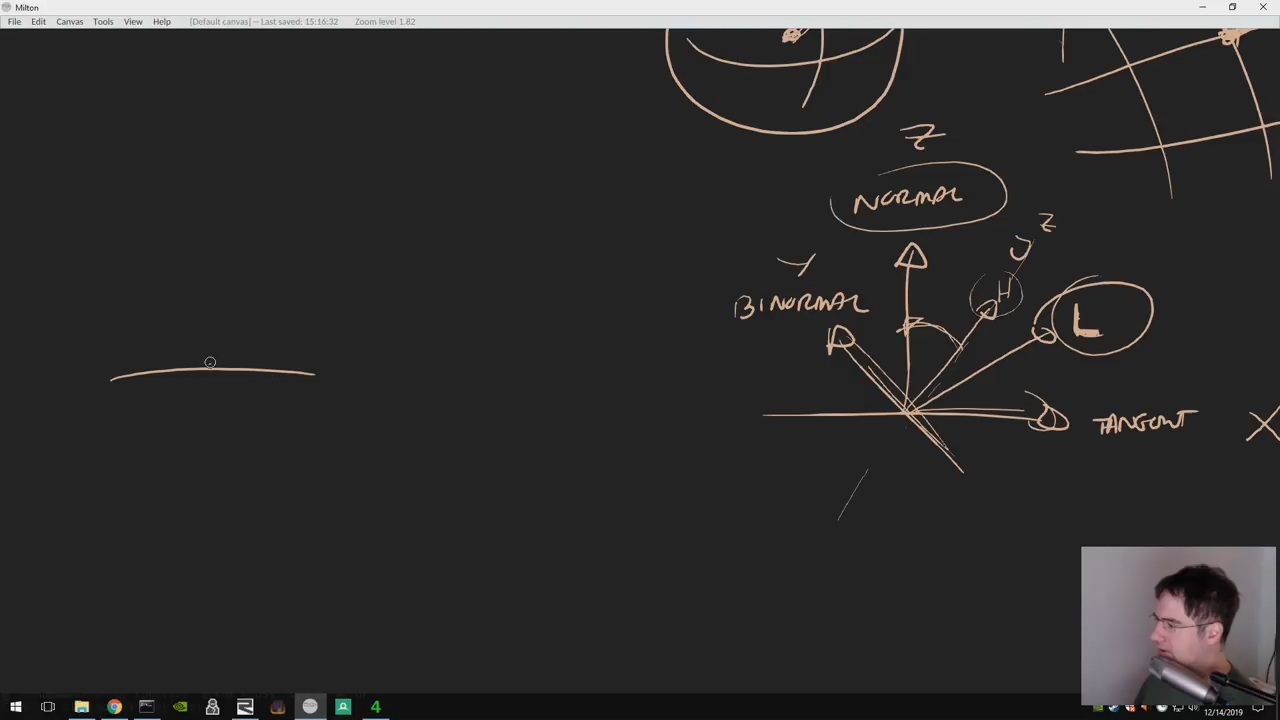 Milton
File Edit Canvas Tools View Help [Default canvas] -- Last saved: 15:16:32 Zoom level 1.82
Z
NORMAL
Z
Y
Y
H
BINORMAL
L
TANGENT
X
4
12/14/2019